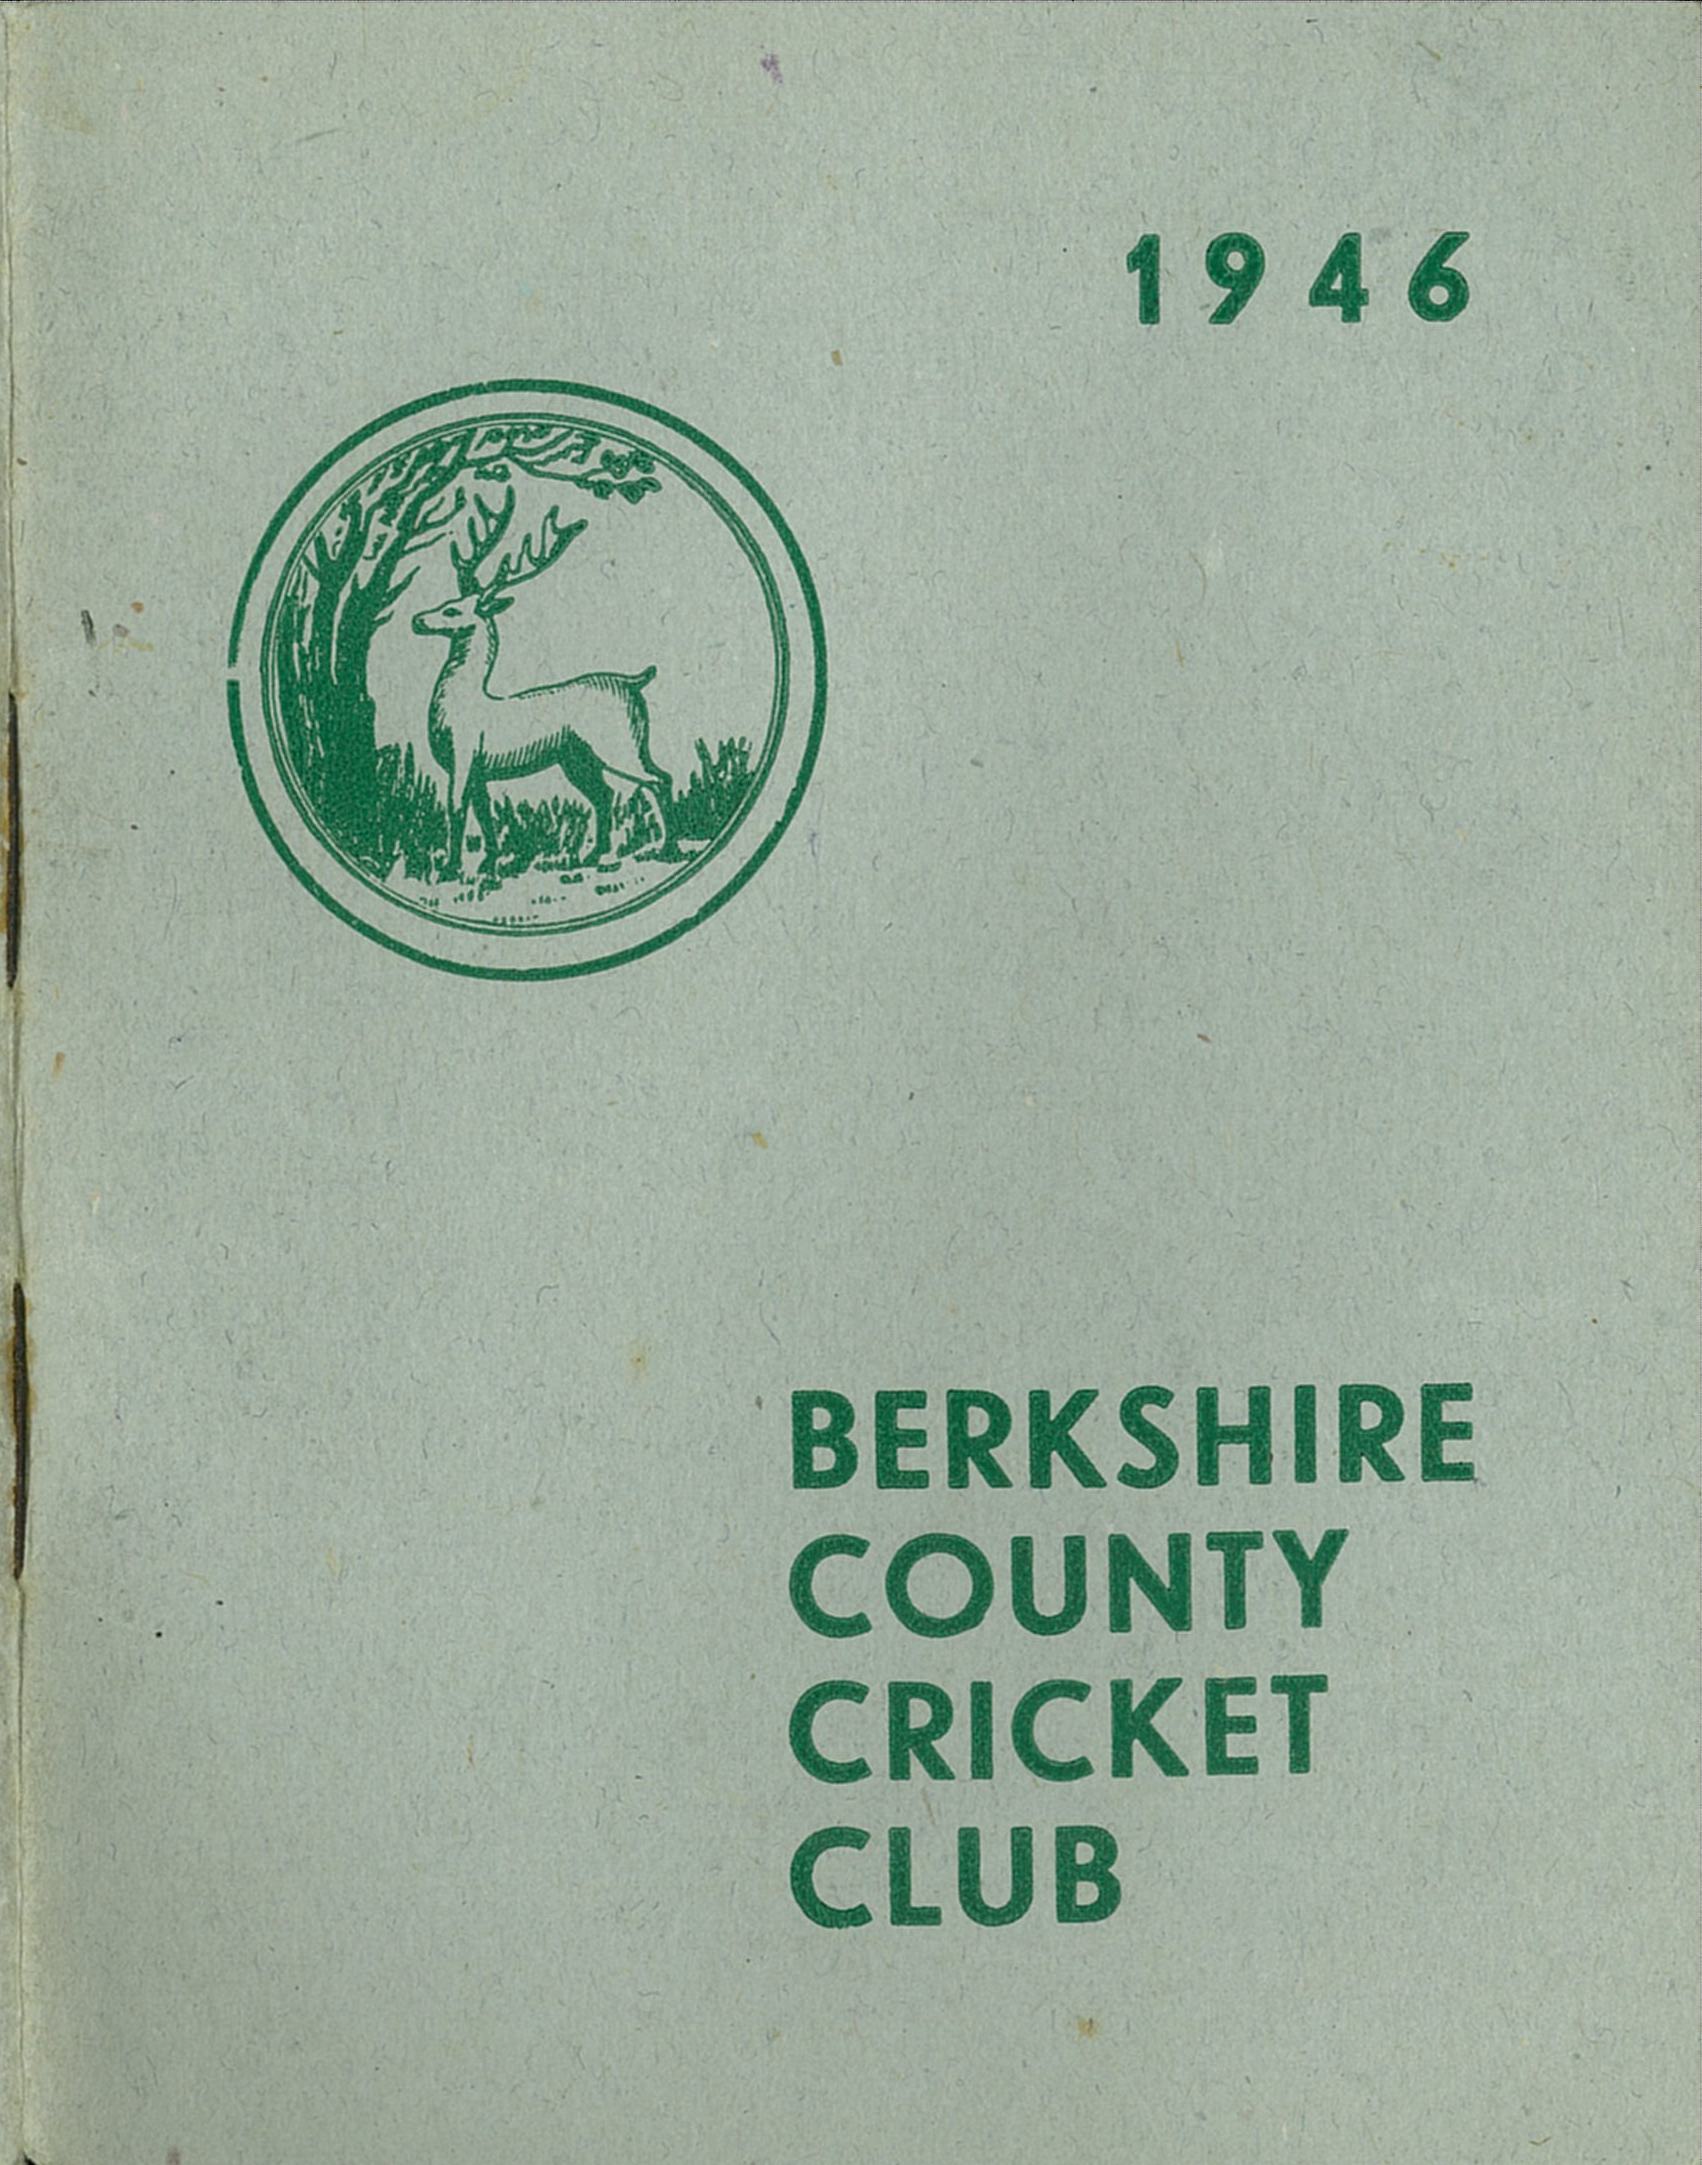 1946
BERKSHIRE
COUNTY
CRICKET
CLUB